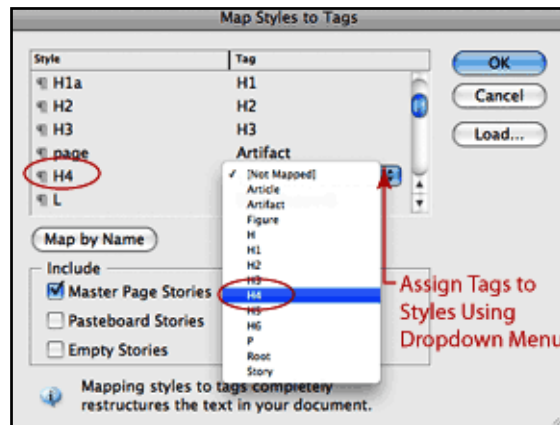 Map Styles to Tags
Style Tag
¶ H1a H1
¶ H2 H2
¶ H3 H3
¶ page Artifact
¶ H4
¶ L
OK
Cancel
Load...
✓ [Not Mapped]
Article
Artifact
Figure
H
H1
H2
H3
H4
H5
H6
P
Root
Story
Map by Name
Include
Master Page Stories
Pasteboard Stories
Empty Stories
Assign Tags to
Styles Using
Dropdown Menu
Mapping styles to tags completely
restructures the text in your document.